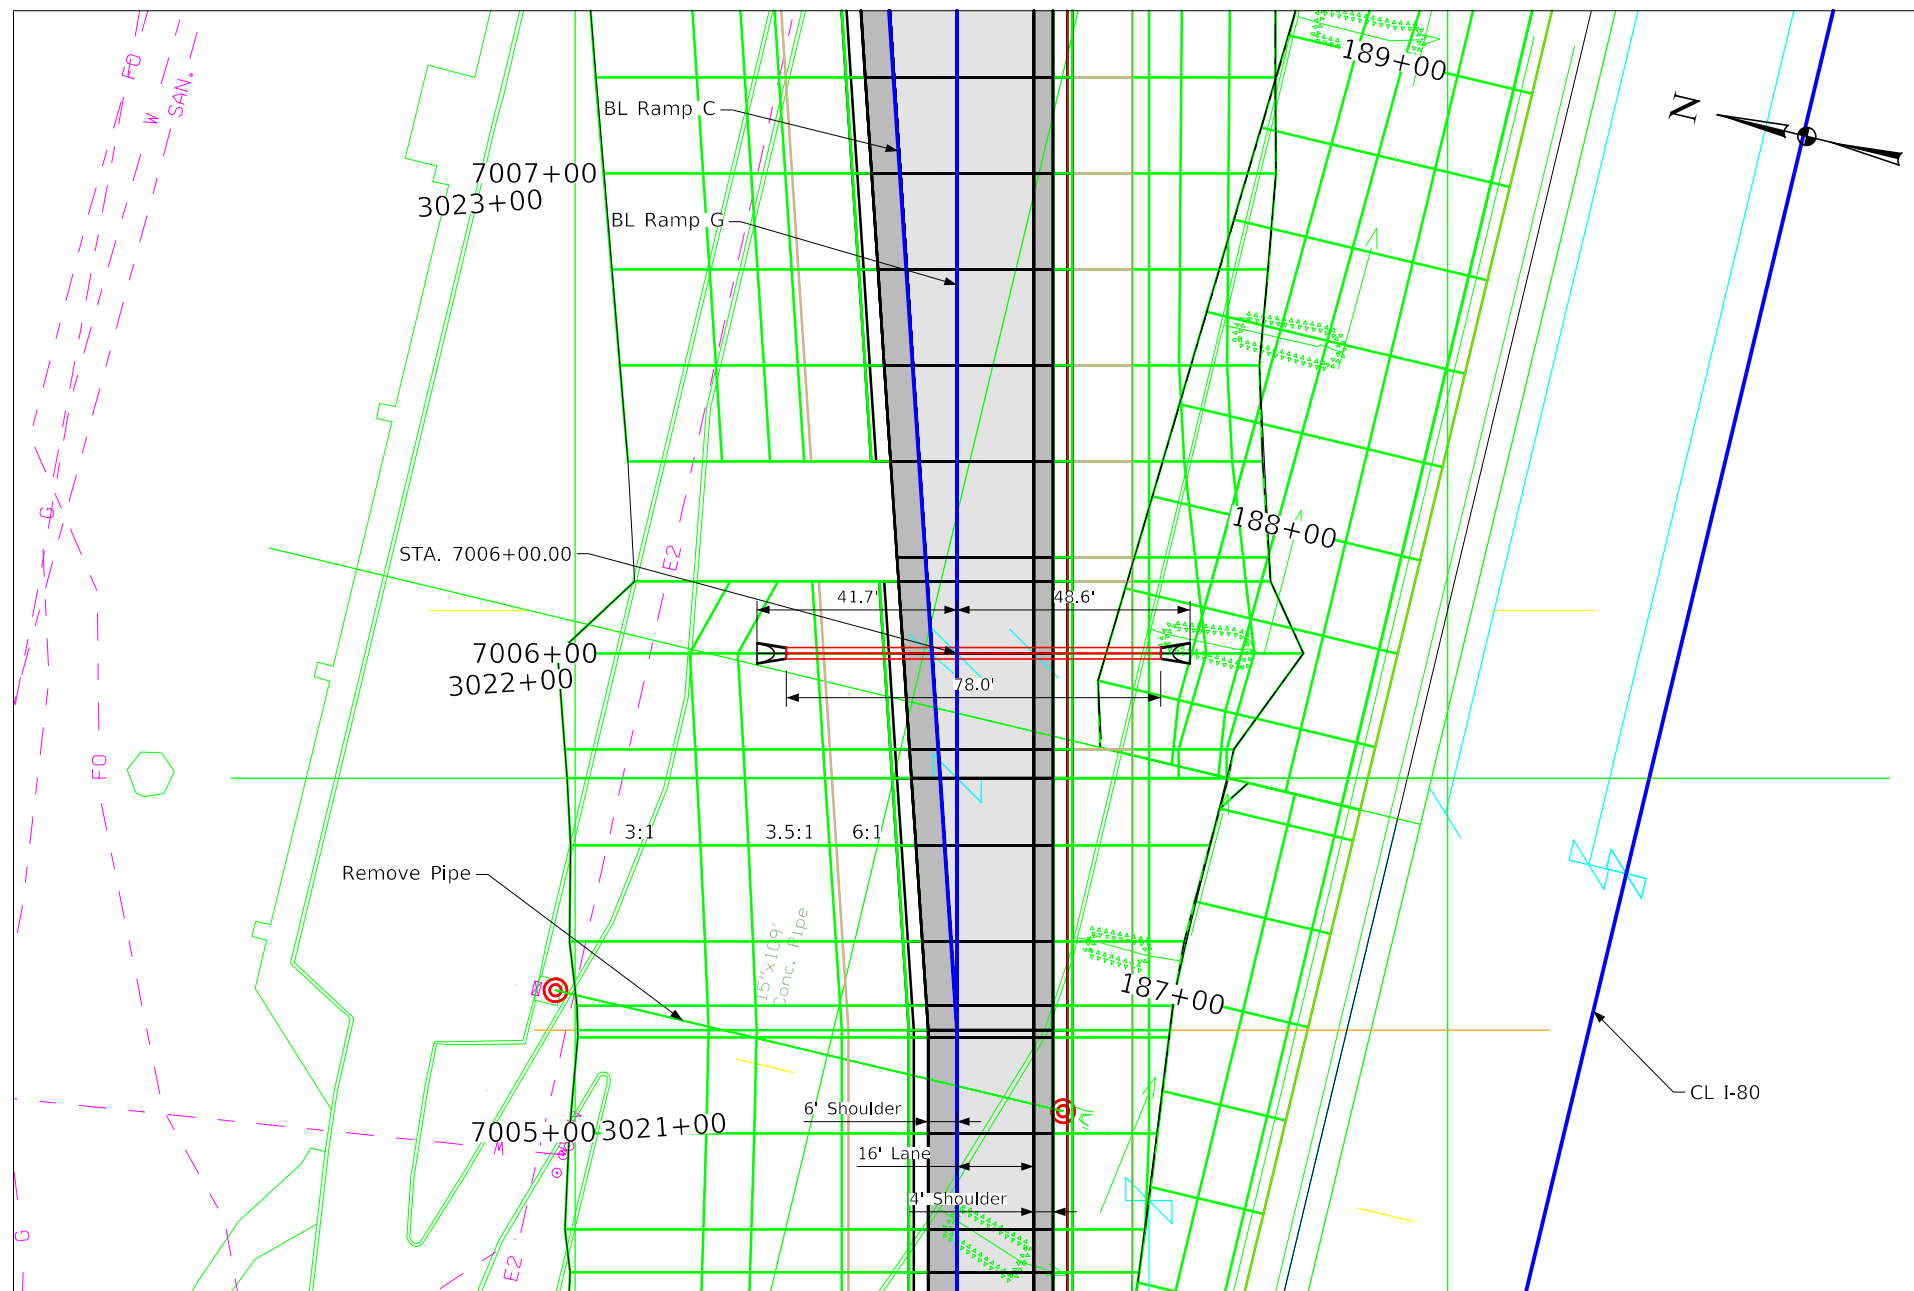 FO
W
SAN.
189+00
N
BL Ramp C
7007+00
3023+00
BL Ramp G
G
188+00
STA. 7006+00.00
E2
41.7'
48.6'
7006+00
3022+00
78.0'
FO
3:1
3.5:1
6:1
Remove Pipe
15"x109'
Conc. Pipe
187+00
CL I-80
6' Shoulder
7005+00
3021+00
16' Lane
4' Shoulder
G
E2